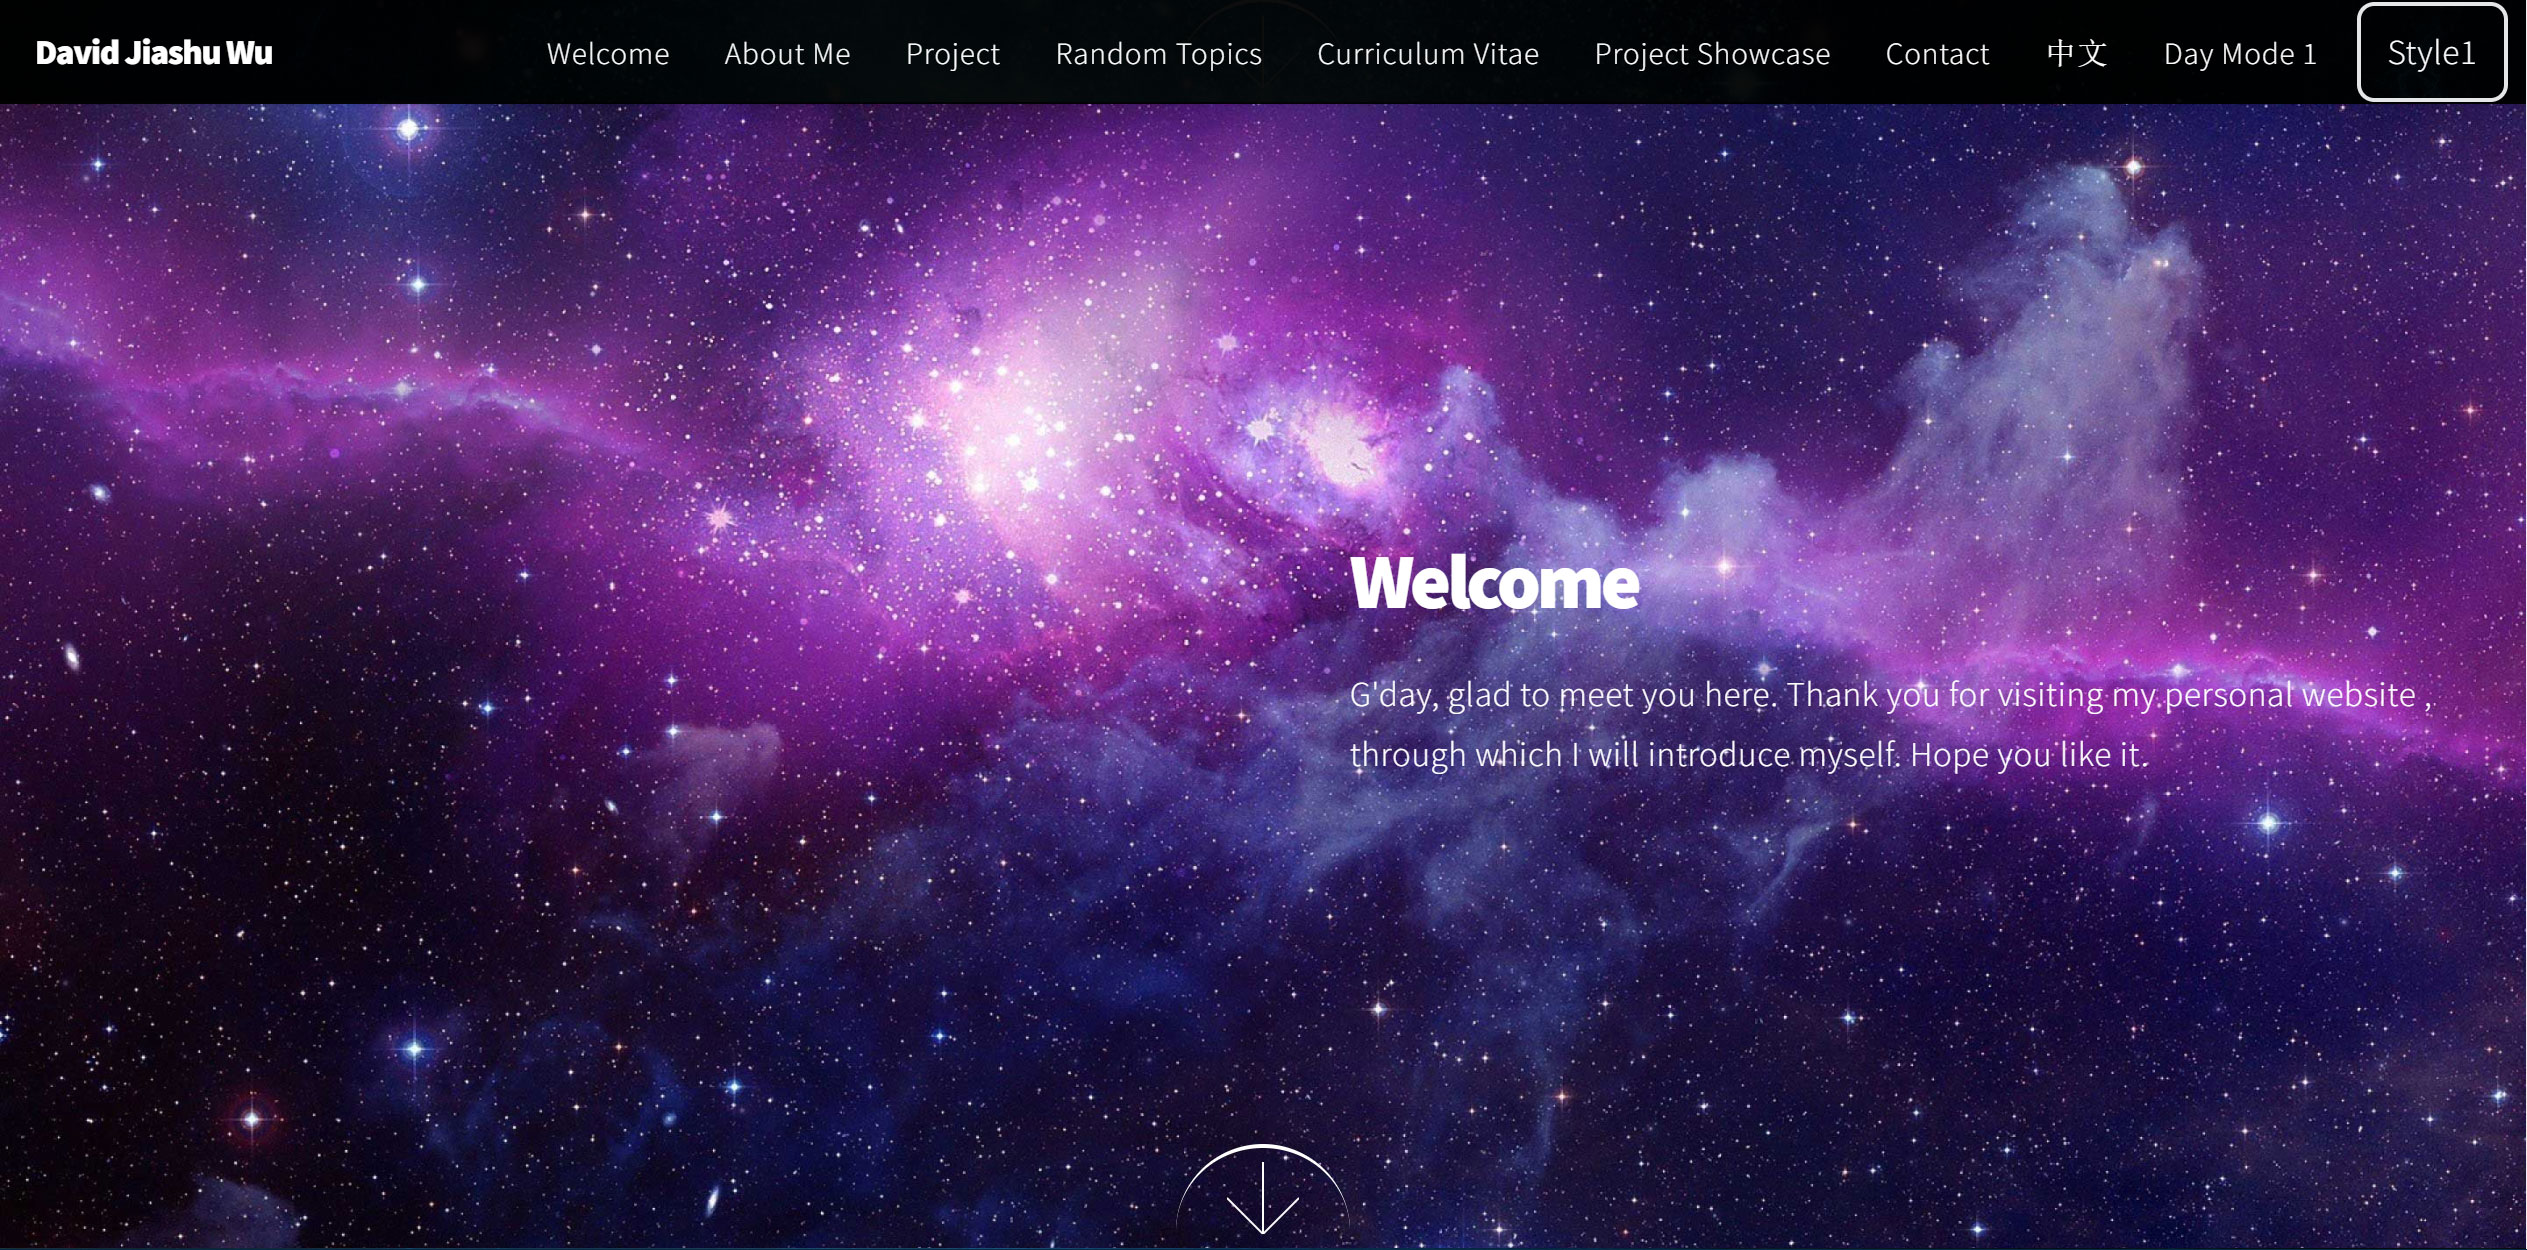 David Jiashu Wu Welcome About Me Project Random Topics Curriculum Vitae Project Showcase Contact 中文 Day Mode 1 Style1
Welcome
G'day, glad to meet you here. Thank you for visiting my personal website ,
through which I will introduce myself. Hope you like it.